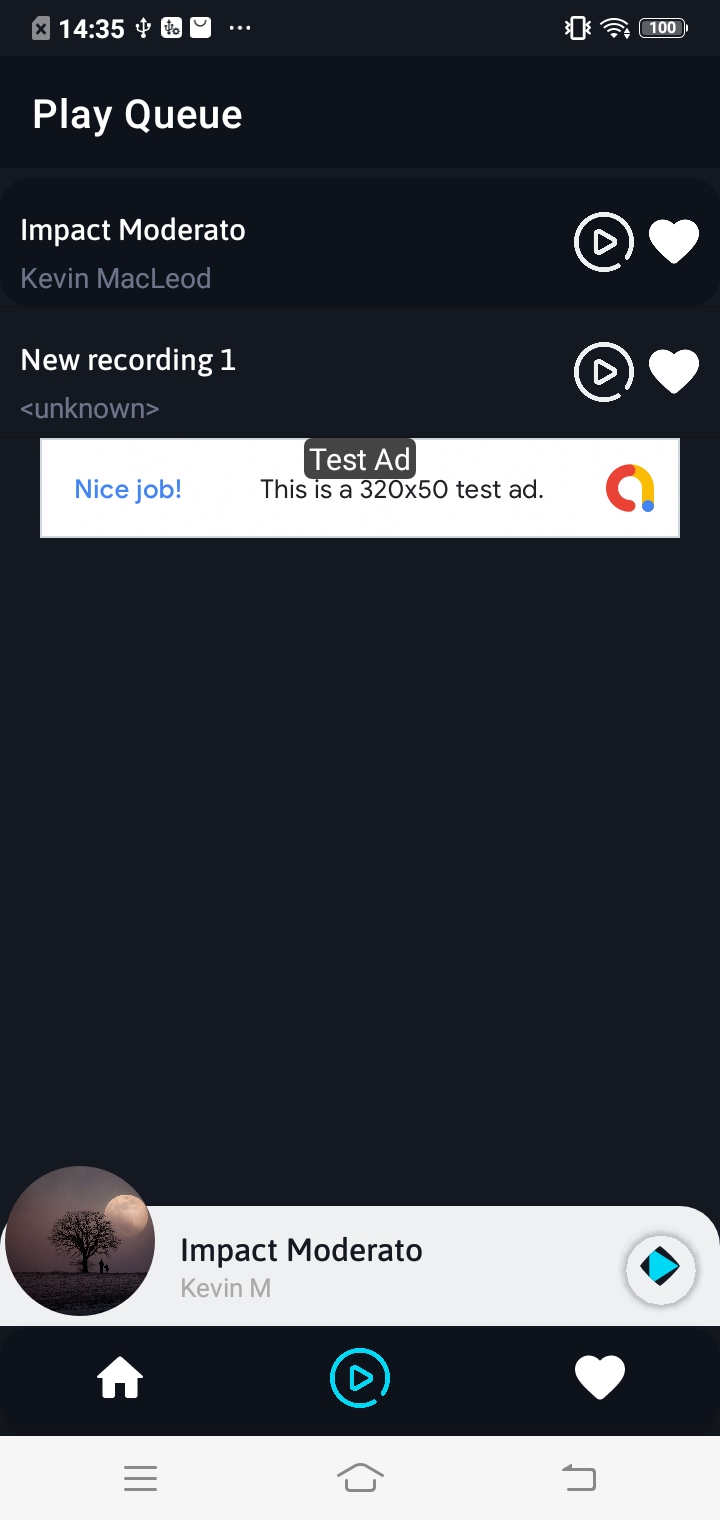 14:35
100
Play Queue
Impact Moderato
Kevin MacLeod
New recording 1
<unknown>
Test Ad
Nice job!
This is a 320x50 test ad.
Impact Moderato
Kevin M